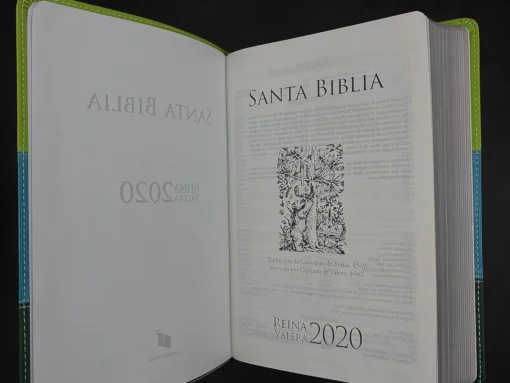 SANTA BIBLIA
Traducción de Casiodoro de Reina, 1569
Revisada por Cipriano de Valera, 1602
REINA
VALERA 2020